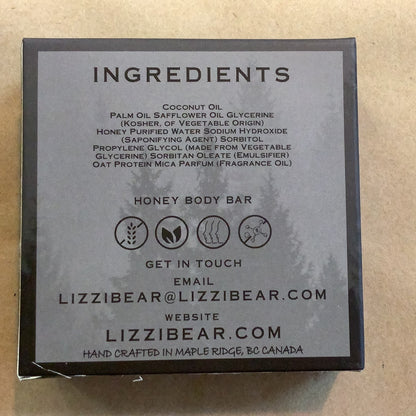 INGREDIENTS
COCONUT OIL
PALM OIL SAFFLOWER OIL GLYCERINE
(KOSHER, OF VEGETABLE ORIGIN)
HONEY PURIFIED WATER SODIUM HYDROXIDE
(SAPONIFYING AGENT) SORBITOL
PROPYLENE GLYCOL (MADE FROM VEGETABLE
GLYCERINE) SORBITAN OLEATE (EMULSIFIER)
OAT PROTEIN MICA PARFUM (FRAGRANCE OIL)
HONEY BODY BAR
GET IN TOUCH
EMAIL
LIZZIBEAR@LIZZIBEAR.COM
WEBSITE
LIZZIBEAR.COM
HAND CRAFTED IN MAPLE RIDGE, BC CANADA